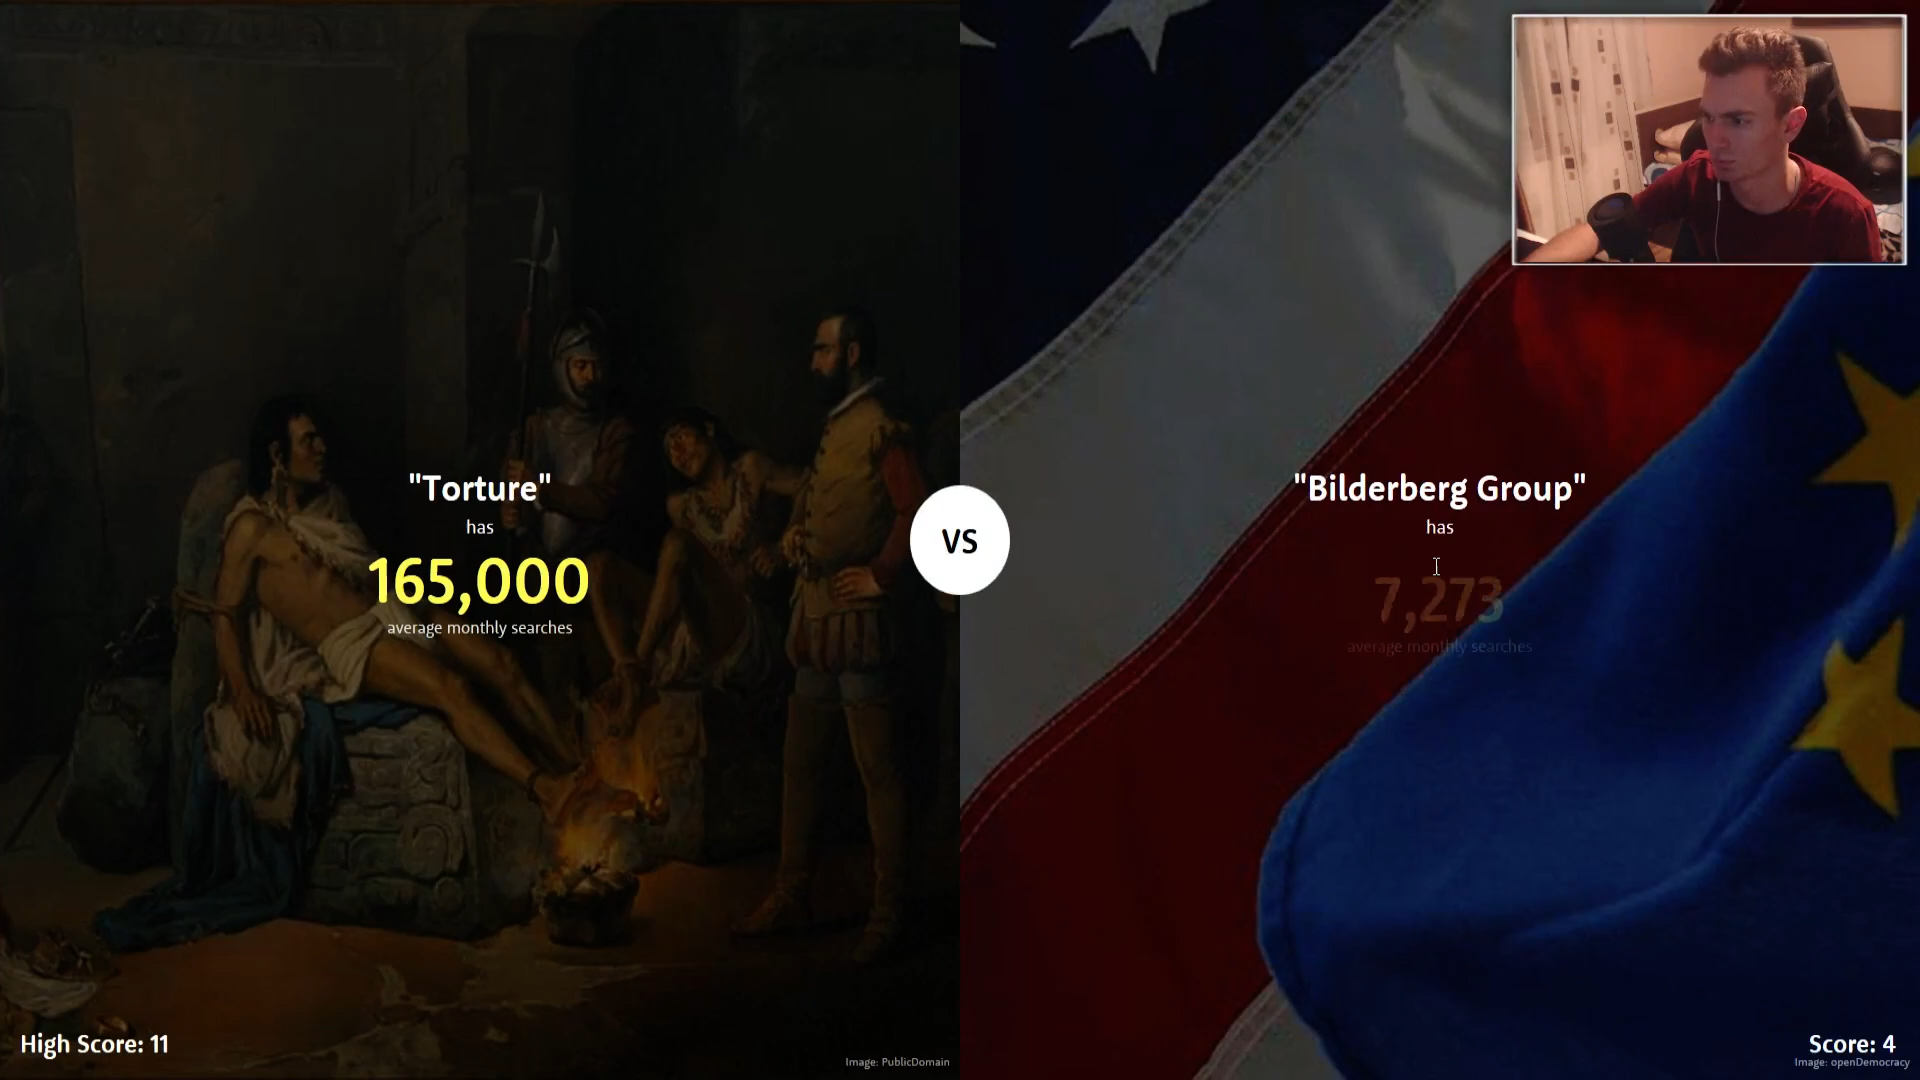 "Torture"
has
165,000
average monthly searches
VS
"Bilderberg Group"
has
7,273
average monthly searches
High Score: 11
Image: PublicDomain
Score: 4
Image: openDemocracy